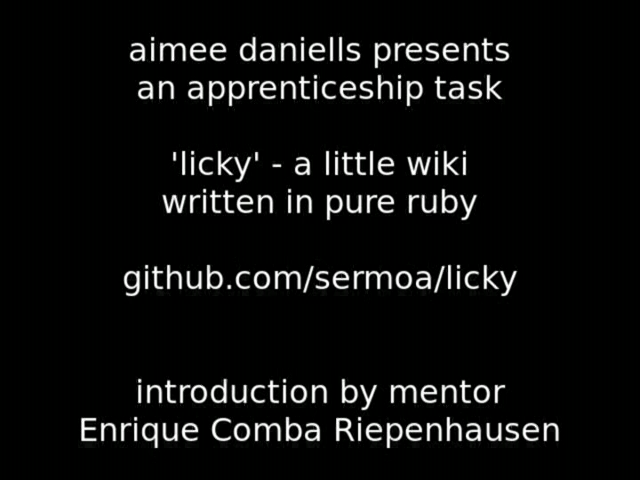 aimee daniells presents
an apprenticeship task
'licky' - a little wiki
written in pure ruby
github.com/sermoa/licky
introduction by mentor
Enrique Comba Riepenhausen